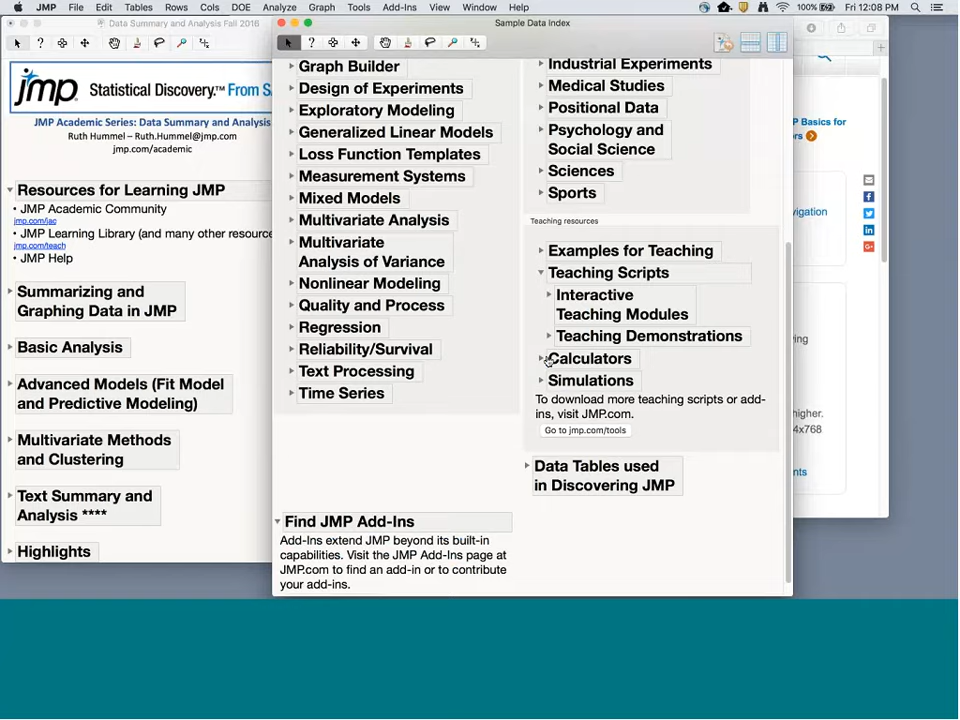 JMP File Edit Tables Rows Cols DOE Analyze Graph Tools Add-Ins View Window Help 100% Fri 12:08 PM
Data Summary and Analysis Fall 2016
jmp Statistical Discovery.™ From SA
JMP Academic Series: Data Summary and Analysis
Ruth Hummel – Ruth.Hummel@jmp.com
jmp.com/academic
Resources for Learning JMP
• JMP Academic Community
jmp.com/jac
• JMP Learning Library (and many other resource
jmp.com/teach
• JMP Help
Summarizing and
Graphing Data in JMP
Basic Analysis
Advanced Models (Fit Model
and Predictive Modeling)
Multivariate Methods
and Clustering
Text Summary and
Analysis ****
Highlights
Sample Data Index
Graph Builder
Design of Experiments
Exploratory Modeling
Generalized Linear Models
Loss Function Templates
Measurement Systems
Mixed Models
Multivariate Analysis
Multivariate
Analysis of Variance
Nonlinear Modeling
Quality and Process
Regression
Reliability/Survival
Text Processing
Time Series
Find JMP Add-Ins
Add-Ins extend JMP beyond its built-in
capabilities. Visit the JMP Add-Ins page at
JMP.com to find an add-in or to contribute
your add-ins.
Industrial Experiments
Medical Studies
Positional Data
Psychology and
Social Science
Sciences
Sports
Teaching resources
Examples for Teaching
Teaching Scripts
Interactive
Teaching Modules
Teaching Demonstrations
Calculators
Simulations
To download more teaching scripts or add-
ins, visit JMP.com.
Go to jmp.com/tools
Data Tables used
in Discovering JMP
P Basics for
ers
vigation
ying
higher.
4x768
nts